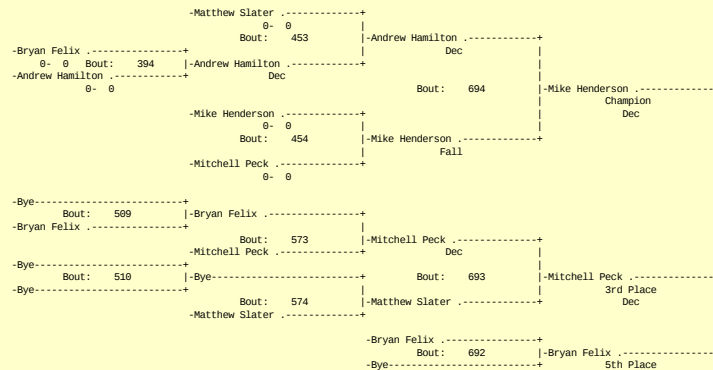 -Matthew Slater .-------------+
0-  0                |
Bout:    453         |-Andrew Hamilton .------------+
-Bryan Felix .----------------+                              |             Dec              |
0-  0   Bout:    394    |-Andrew Hamilton .------------+                              |
-Andrew Hamilton .------------+              Dec                                            |
0-  0                                              Bout:    694         |-Mike Henderson .-------------
|           Champion
-Mike Henderson .-------------+                              |              Dec
0-  0                |                              |
Bout:    454         |-Mike Henderson .-------------+
|             Fall
-Mitchell Peck .--------------+
0-  0
-Bye--------------------------+
Bout:    509          |-Bryan Felix .----------------+
-Bryan Felix .----------------+                              |
Bout:    573         |-Mitchell Peck .--------------+
-Mitchell Peck .--------------+             Dec              |
-Bye--------------------------+                                                             |
Bout:    510          |-Bye--------------------------+         Bout:    693         |-Mitchell Peck .--------------
-Bye--------------------------+                              |                              |           3rd Place
Bout:    574         |-Matthew Slater .-------------+              Dec
-Matthew Slater .-------------+
-Bryan Felix .----------------+
Bout:    692          |-Bryan Felix .----------------
-Bye--------------------------+           5th Place